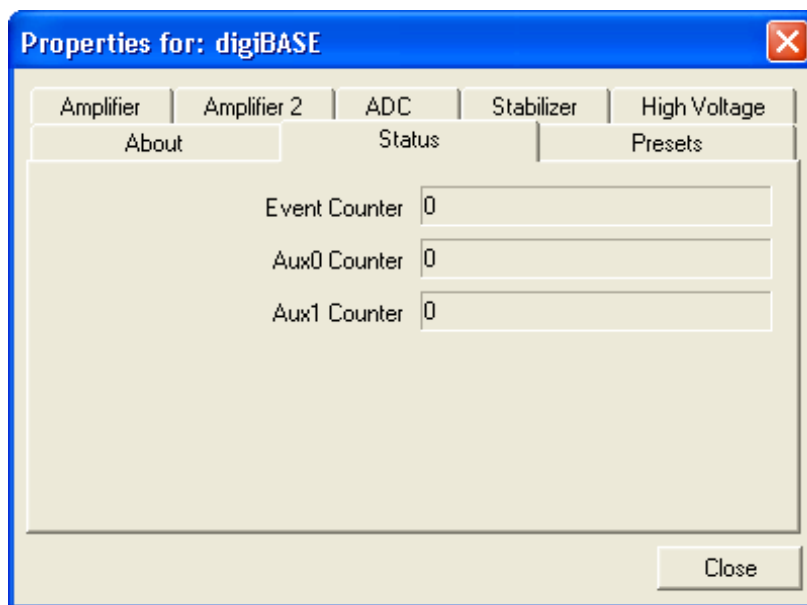 Properties for: digiBASE
Amplifier Amplifier 2 ADC Stabilizer High Voltage
About Status Presets
Event Counter 0
Aux0 Counter 0
Aux1 Counter 0
Close